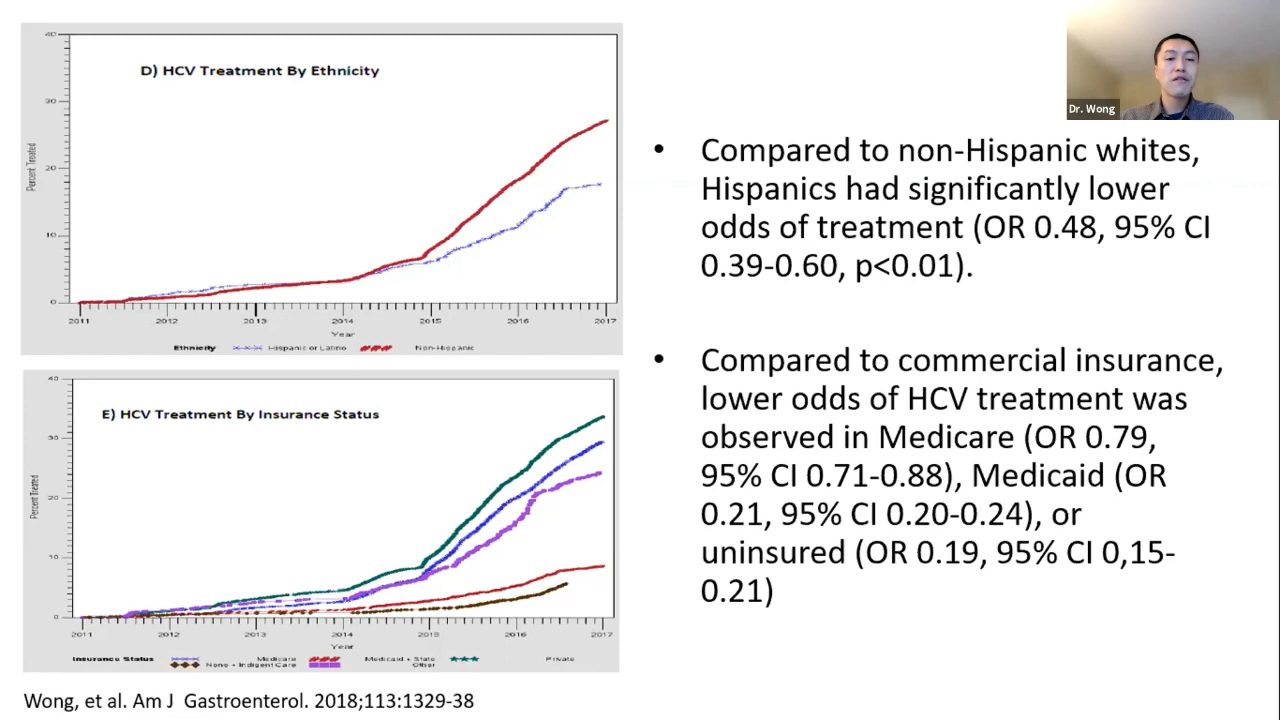 40
D) HCV Treatment By Ethnicity
30
20
10
0
Percent Treated
2011 2012 2013 2014 2015 2016 2017
Year
Ethnicity Hispanic or Latino Non-Hispanic
40
E) HCV Treatment By Insurance Status
30
20
10
0
Percent Treated
2011 2012 2013 2014 2015 2016 2017
Year
Insurance Status Medicare Medicaid + State Private
None + Indigent Care Other
Wong, et al. Am J Gastroenterol. 2018;113:1329-38
Dr. Wong
• Compared to non-Hispanic whites,
Hispanics had significantly lower
odds of treatment (OR 0.48, 95% CI
0.39-0.60, p<0.01).
• Compared to commercial insurance,
lower odds of HCV treatment was
observed in Medicare (OR 0.79,
95% CI 0.71-0.88), Medicaid (OR
0.21, 95% CI 0.20-0.24), or
uninsured (OR 0.19, 95% CI 0,15-
0.21)